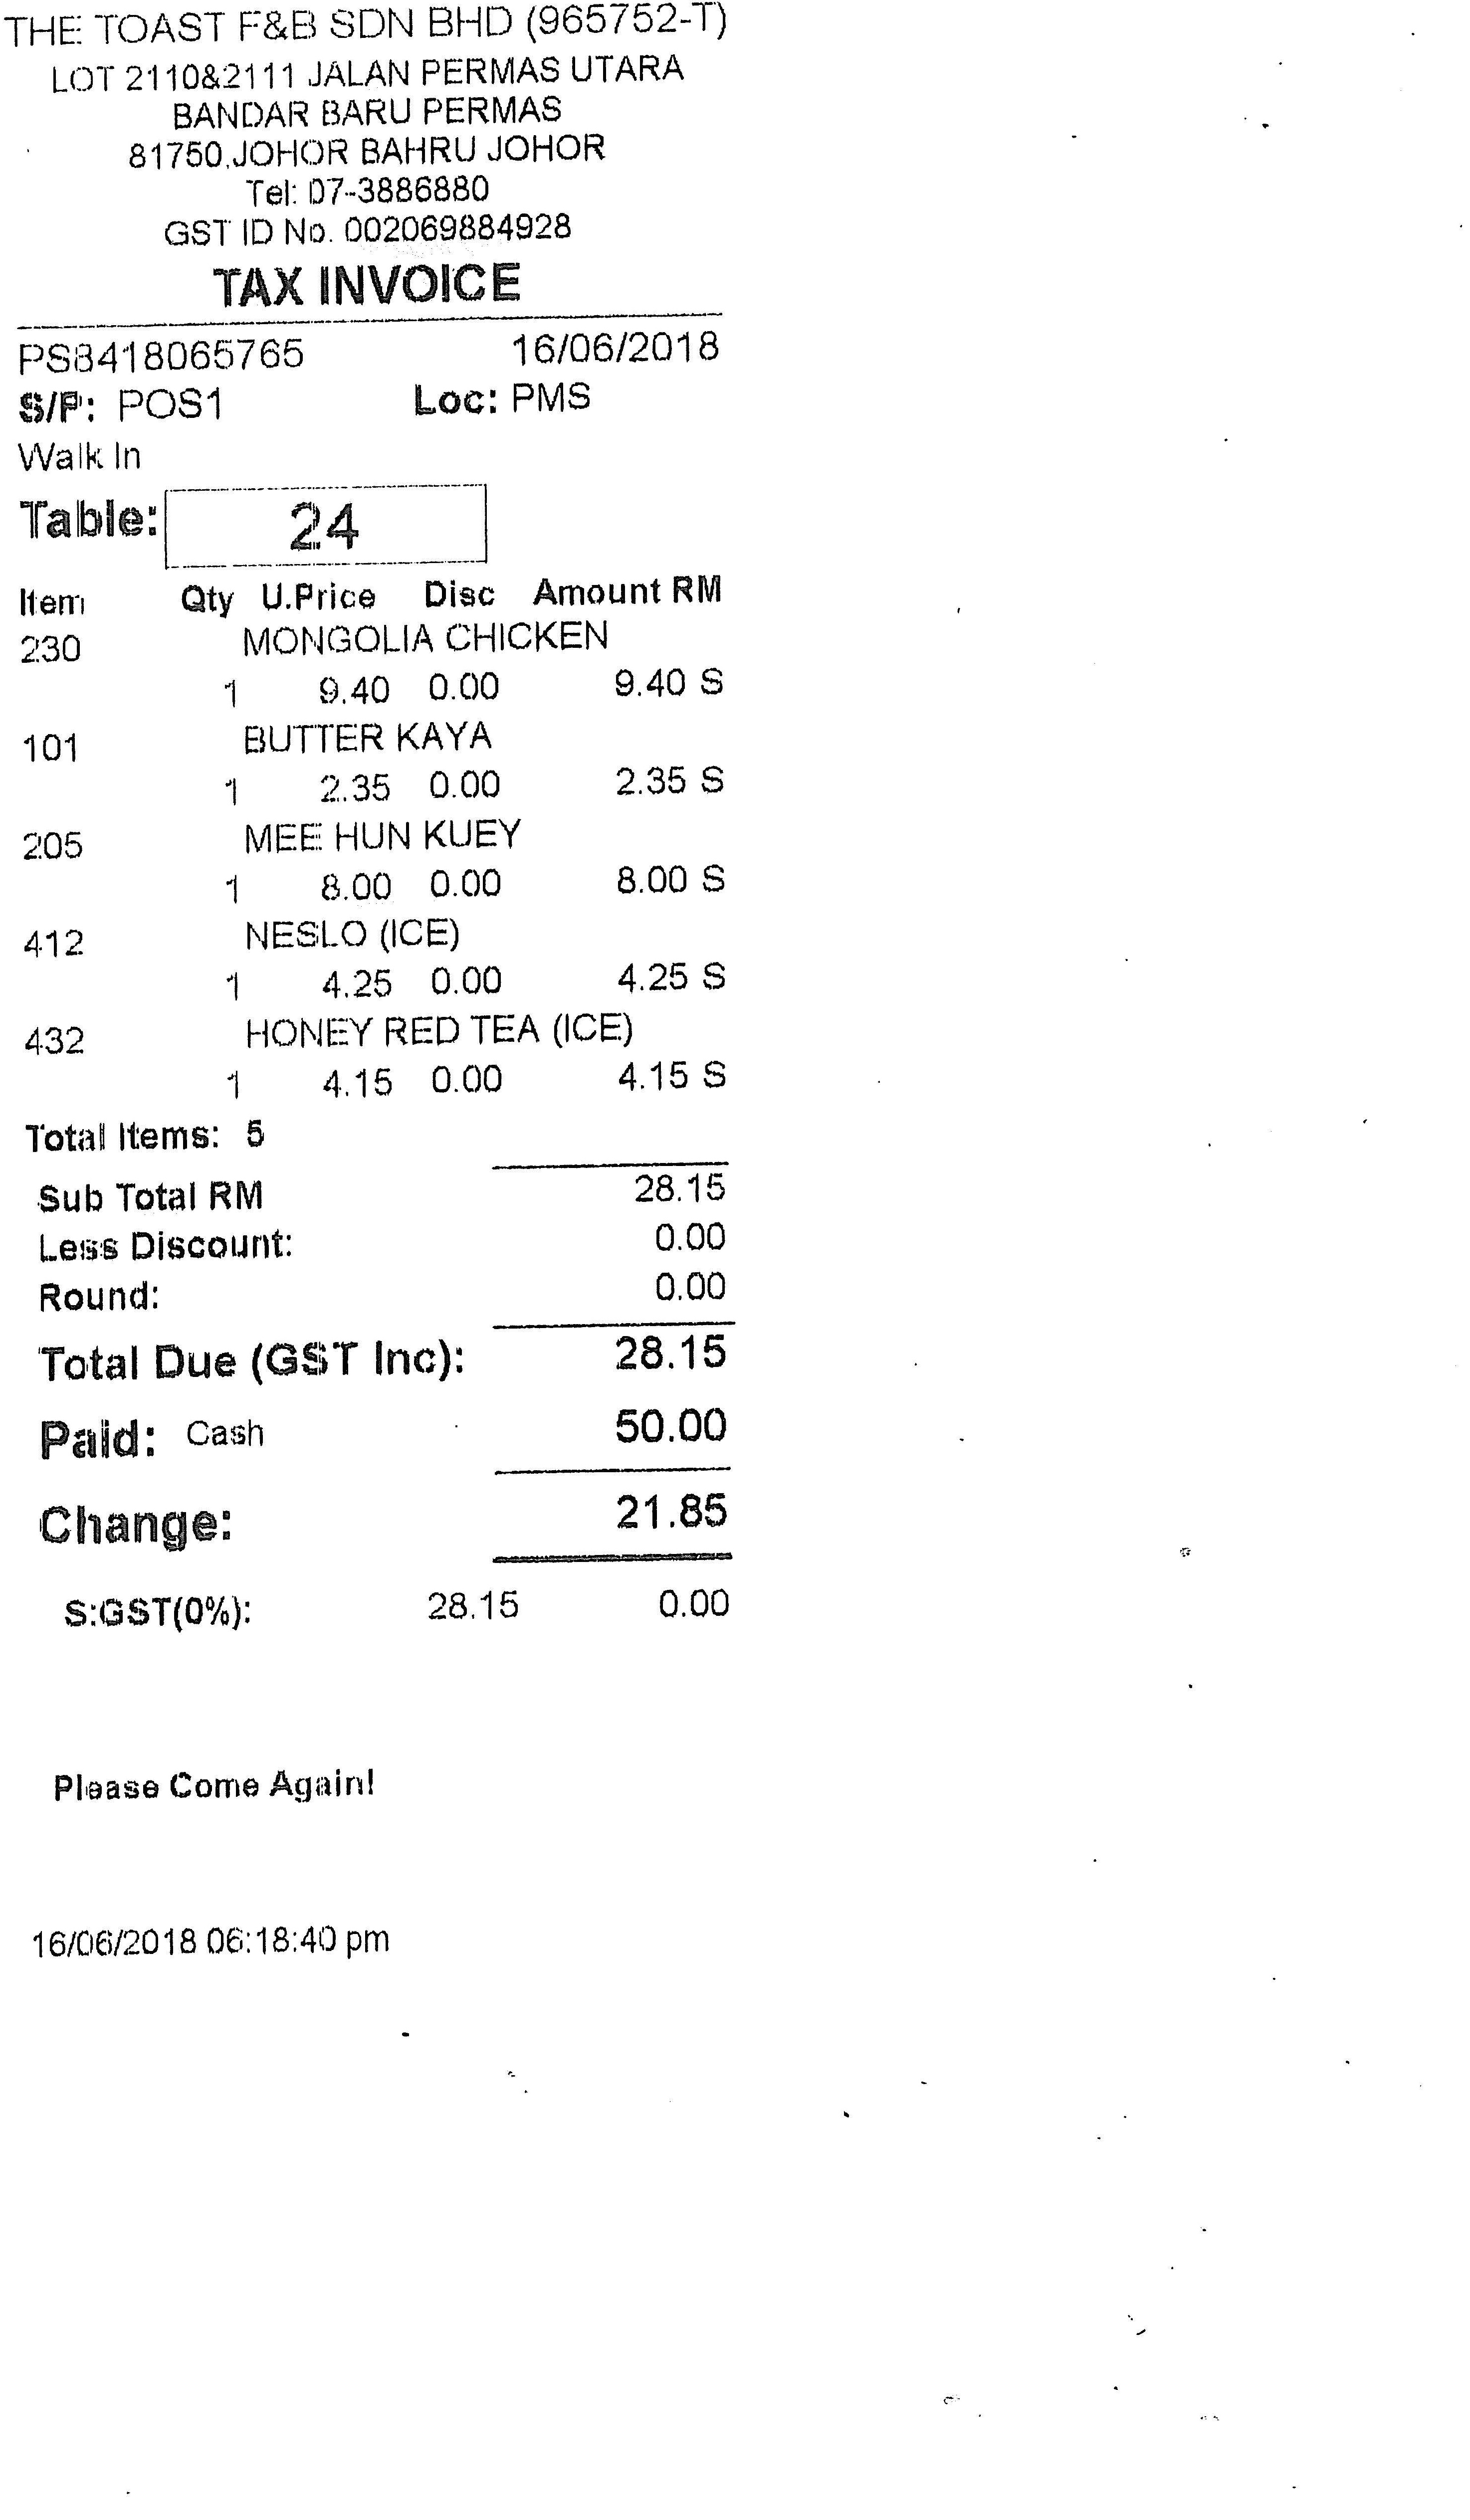 THE TOAST F&B SDN BHD (965752-T)
LOT 2110&2111 JALAN PERMAS UTARA
BANDAR BARU PERMAS
81750,JOHOR BAHRU JOHOR
Tel: 07-3886880
GST ID No. 002069884928
TAX INVOICE
PS8418065765 16/06/2018
S/P: POS1 Loc: PMS
Walk In
Table: 24
Item Qty U.Price Disc Amount RM
230 MONGOLIA CHICKEN
1 9.40 0.00 9.40 S
101 BUTTER KAYA
1 2.35 0.00 2.35 S
205 MEE HUN KUEY
1 8.00 0.00 8.00 S
412 NESLO (ICE)
1 4.25 0.00 4.25 S
432 HONEY RED TEA (ICE)
1 4.15 0.00 4.15 S
Total Items: 5
Sub Total RM 28.15
Less Discount: 0.00
Round: 0.00
Total Due (GST Inc): 28.15
Paid: Cash 50.00
Change: 21.85
S:GST(0%): 28.15 0.00
Please Come Again!
16/06/2018 06:18:40 pm